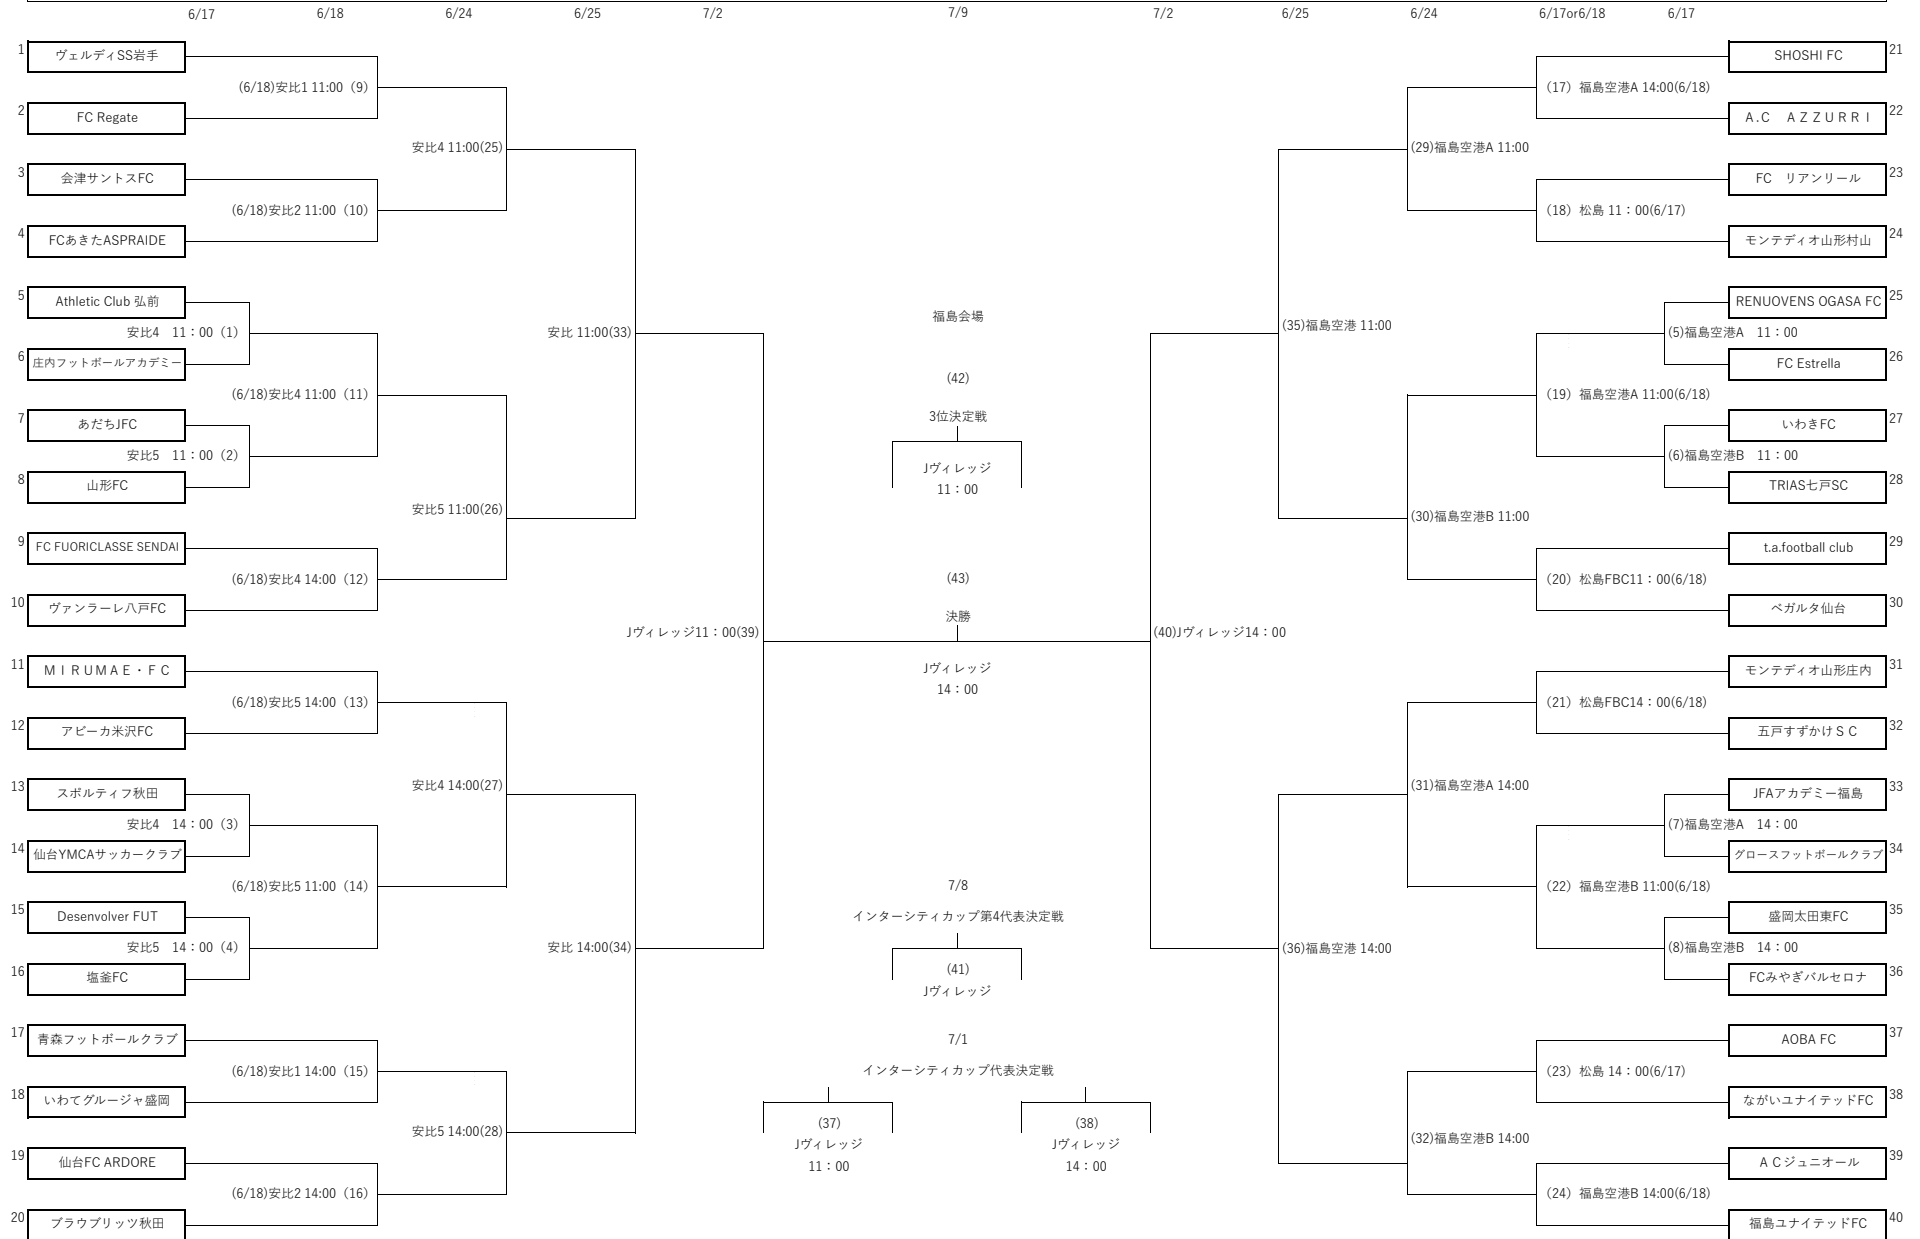 6/17 6/18 6/24 6/25 7/2 7/9 7/2 6/25 6/24 6/17or6/18 6/17
1 ヴェルディSS岩手
(6/18)安比1 11:00（9）
2 FC Regate
安比4 11:00(25)
3 会津サントスFC
(6/18)安比2 11:00（10）
4 FCあきたASPRAIDE
5 Athletic Club 弘前
安比4　11：00（1）
安比 11:00(33)
6 庄内フットボールアカデミー
(6/18)安比4 11:00（11）
7 あだちJFC
安比5　11：00（2）
8 山形FC
安比5 11:00(26)
9 FC FUORICLASSE SENDAI
(6/18)安比4 14:00（12）
10 ヴァンラーレ八戸FC
Jヴィレッジ11：00(39)
11 ＭＩＲＵＭＡＥ・ＦＣ
(6/18)安比5 14:00（13）
12 アビーカ米沢FC
安比4 14:00(27)
13 スポルティフ秋田
安比4　14：00（3）
14 仙台YMCAサッカークラブ
(6/18)安比5 11:00（14）
15 Desenvolver FUT
安比5　14：00（4）
安比 14:00(34)
16 塩釜FC
17 青森フットボールクラブ
(6/18)安比1 14:00（15）
18 いわてグルージャ盛岡
安比5 14:00(28)
19 仙台FC ARDORE
(6/18)安比2 14:00（16）
20 ブラウブリッツ秋田
福島会場
(42)
3位決定戦
Jヴィレッジ
11：00
(43)
決勝
Jヴィレッジ
14：00
7/8
インターシティカップ第4代表決定戦
(41)
Jヴィレッジ
7/1
インターシティカップ代表決定戦
(37)
Jヴィレッジ
11：00
(38)
Jヴィレッジ
14：00
SHOSHI FC 21
（17）福島空港A 14:00(6/18)
Ａ.Ｃ　ＡＺＺＵＲＲＩ 22
(29)福島空港A 11:00
FC　リアンリール 23
（18）松島 11：00(6/17)
モンテディオ山形村山 24
RENUOVENS OGASA FC 25
(5)福島空港A　11：00
(35)福島空港 11:00
FC Estrella 26
（19）福島空港A 11:00(6/18)
いわきFC 27
(6)福島空港B　11：00
TRIAS七戸SC 28
(30)福島空港B 11:00
t.a.football club 29
（20）松島FBC11：00(6/18)
ベガルタ仙台 30
(40)Jヴィレッジ14：00
モンテディオ山形庄内 31
（21）松島FBC14：00(6/18)
五戸すずかけＳＣ 32
(31)福島空港A 14:00
JFAアカデミー福島 33
(7)福島空港A　14：00
グロースフットボールクラブ 34
（22）福島空港B 11:00(6/18)
盛岡太田東FC 35
(8)福島空港B　14：00
(36)福島空港 14:00
FCみやぎバルセロナ 36
AOBA FC 37
（23）松島 14：00(6/17)
ながいユナイテッドFC 38
(32)福島空港B 14:00
ＡＣジュニオール 39
（24）福島空港B 14:00(6/18)
福島ユナイテッドFC 40